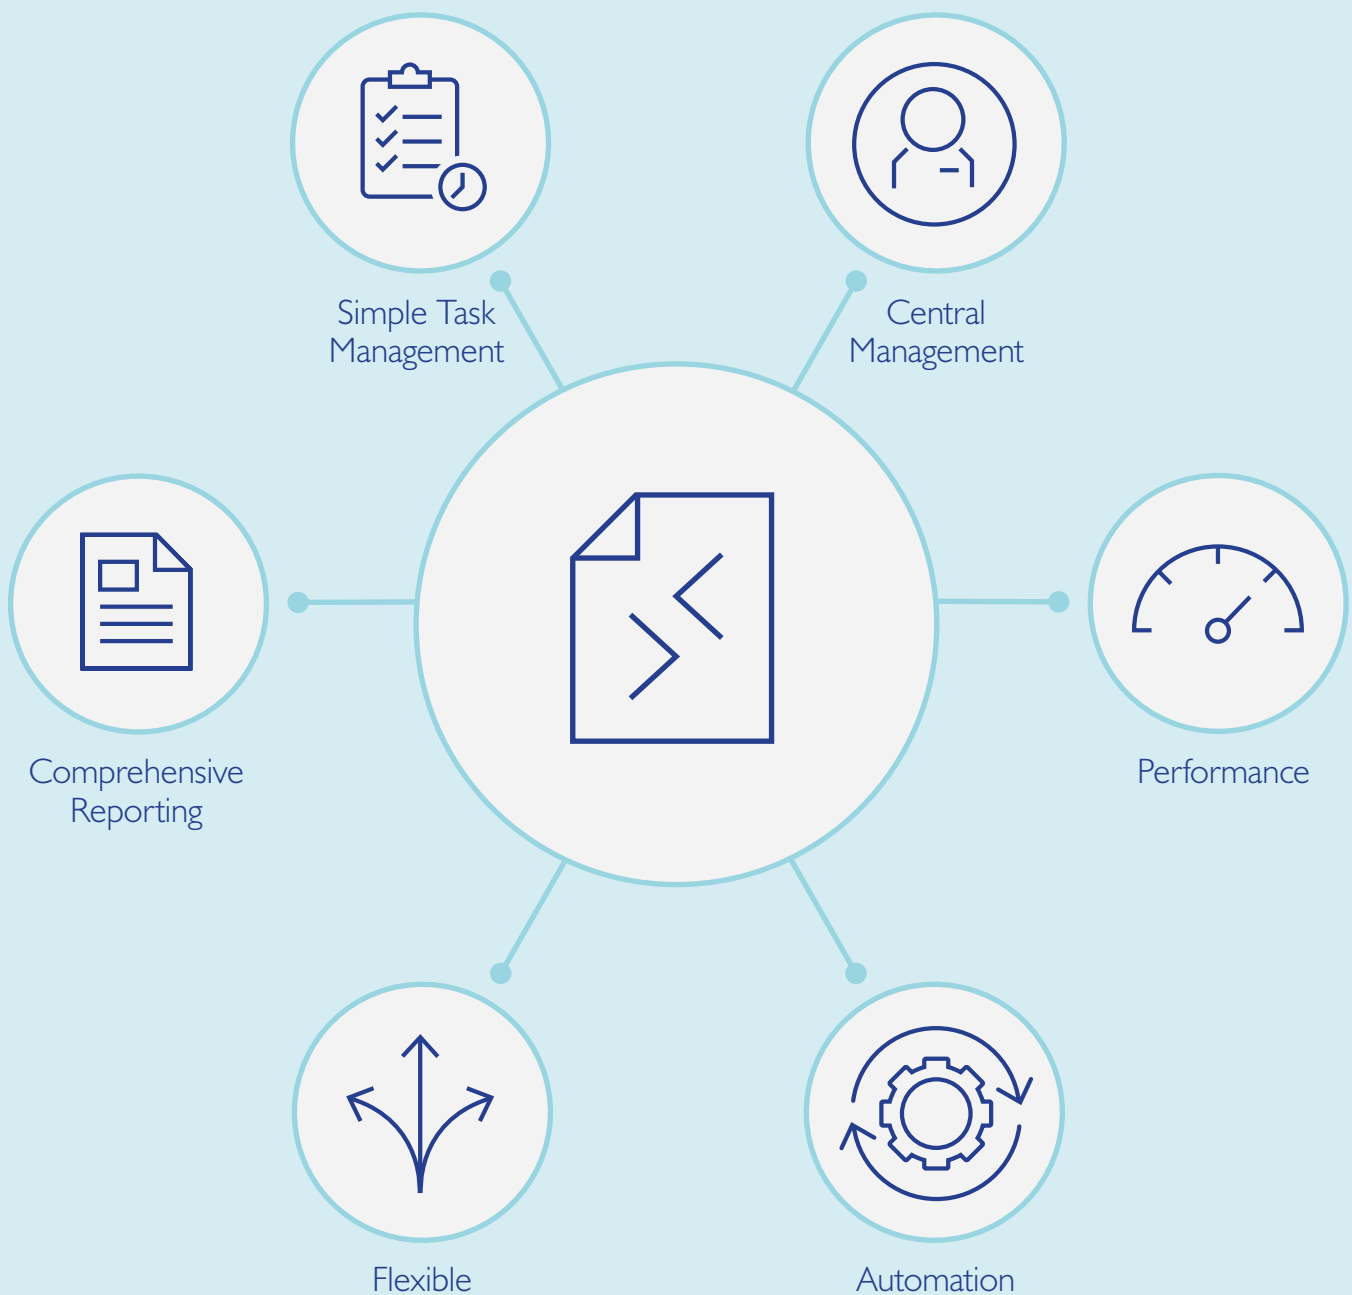 Simple Task
Management
Central
Management
Comprehensive
Reporting
Performance
Flexible
Automation